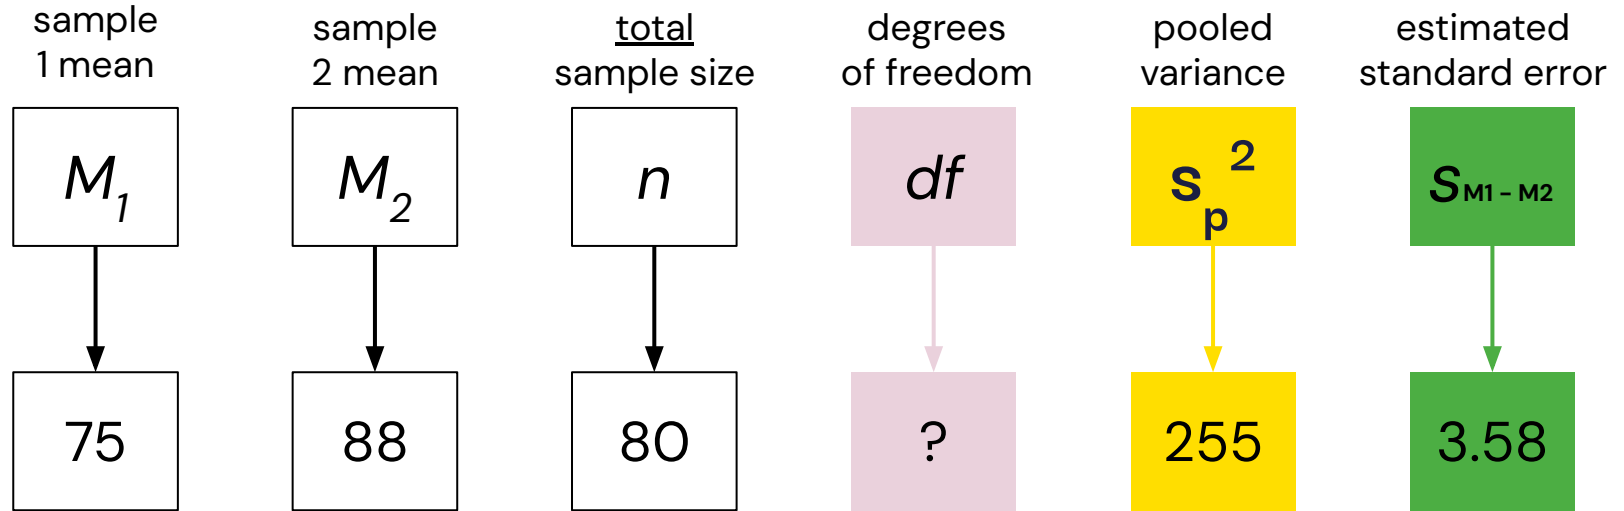 sample
1 mean
sample
2 mean
total
sample size
degrees
of freedom
pooled
variance
estimated
standard error
M1
M2
n
df
sp2
sM1 - M2
75
88
80
?
255
3.58